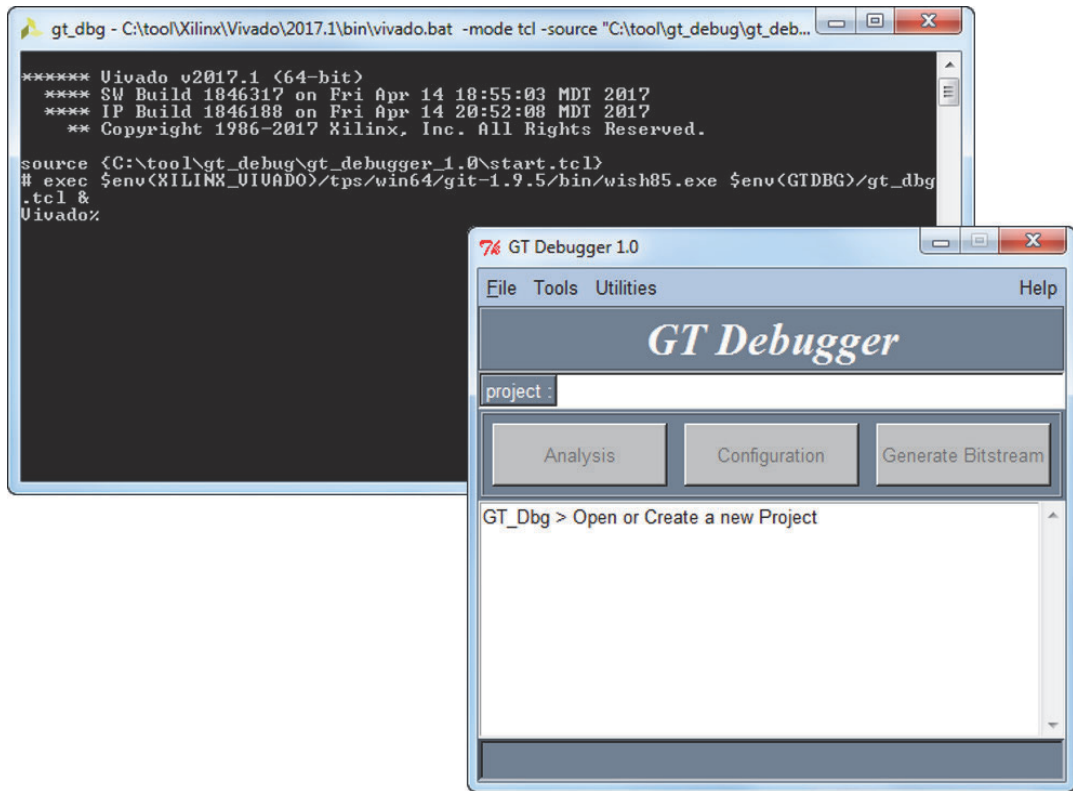 gt_dbg - C:\tool\Xilinx\Vivado\2017.1\bin\vivado.bat -mode tcl -source "C:\tool\gt_debug\gt_deb...
****** Vivado v2017.1 (64-bit)
**** SW Build 1846317 on Fri Apr 14 18:55:03 MDT 2017
**** IP Build 1846188 on Fri Apr 14 20:52:08 MDT 2017
** Copyright 1986-2017 Xilinx, Inc. All Rights Reserved.
source {C:\tool\gt_debug\gt_debugger_1.0\start.tcl}
# exec $env(XILINX_VIVADO)/tps/win64/git-1.9.5/bin/wish85.exe $env(GTDBG)/gt_dbg
.tcl &
Vivado%
GT Debugger 1.0
File Tools Utilities Help
GT Debugger
project :
Analysis Configuration Generate Bitstream
GT_Dbg > Open or Create a new Project